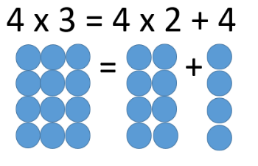 4 x 3 = 4 x 2 + 4
= +